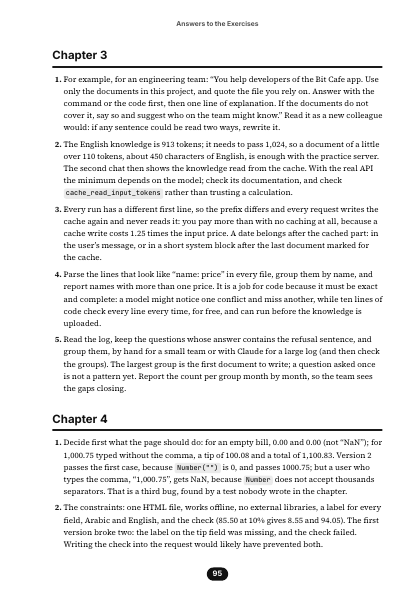 Answers to the Exercises
Chapter 3
1. For example, for an engineering team: “You help developers of the Bit Cafe app. Use
only the documents in this project, and quote the file you rely on. Answer with the
command or the code first, then one line of explanation. If the documents do not
cover it, say so and suggest who on the team might know.” Read it as a new colleague
would: if any sentence could be read two ways, rewrite it.
2. The English knowledge is 913 tokens; it needs to pass 1,024, so a document of a little
over 110 tokens, about 450 characters of English, is enough with the practice server.
The second chat then shows the knowledge read from the cache. With the real API
the minimum depends on the model; check its documentation, and check
cache_read_input_tokens rather than trusting a calculation.
3. Every run has a different first line, so the prefix differs and every request writes the
cache again and never reads it: you pay more than with no caching at all, because a
cache write costs 1.25 times the input price. A date belongs after the cached part: in
the user’s message, or in a short system block after the last document marked for
the cache.
4. Parse the lines that look like “name: price” in every file, group them by name, and
report names with more than one price. It is a job for code because it must be exact
and complete: a model might notice one conflict and miss another, while ten lines of
code check every line every time, for free, and can run before the knowledge is
uploaded.
5. Read the log, keep the questions whose answer contains the refusal sentence, and
group them, by hand for a small team or with Claude for a large log (and then check
the groups). The largest group is the first document to write; a question asked once
is not a pattern yet. Report the count per group month by month, so the team sees
the gaps closing.
Chapter 4
1. Decide first what the page should do: for an empty bill, 0.00 and 0.00 (not “NaN”); for
1,000.75 typed without the comma, a tip of 100.08 and a total of 1,100.83. Version 2
passes the first case, because Number("") is 0, and passes 1000.75; but a user who
types the comma, “1,000.75”, gets NaN, because Number does not accept thousands
separators. That is a third bug, found by a test nobody wrote in the chapter.
2. The constraints: one HTML file, works offline, no external libraries, a label for every
field, Arabic and English, and the check (85.50 at 10% gives 8.55 and 94.05). The first
version broke two: the label on the tip field was missing, and the check failed.
Writing the check into the request would likely have prevented both.
95